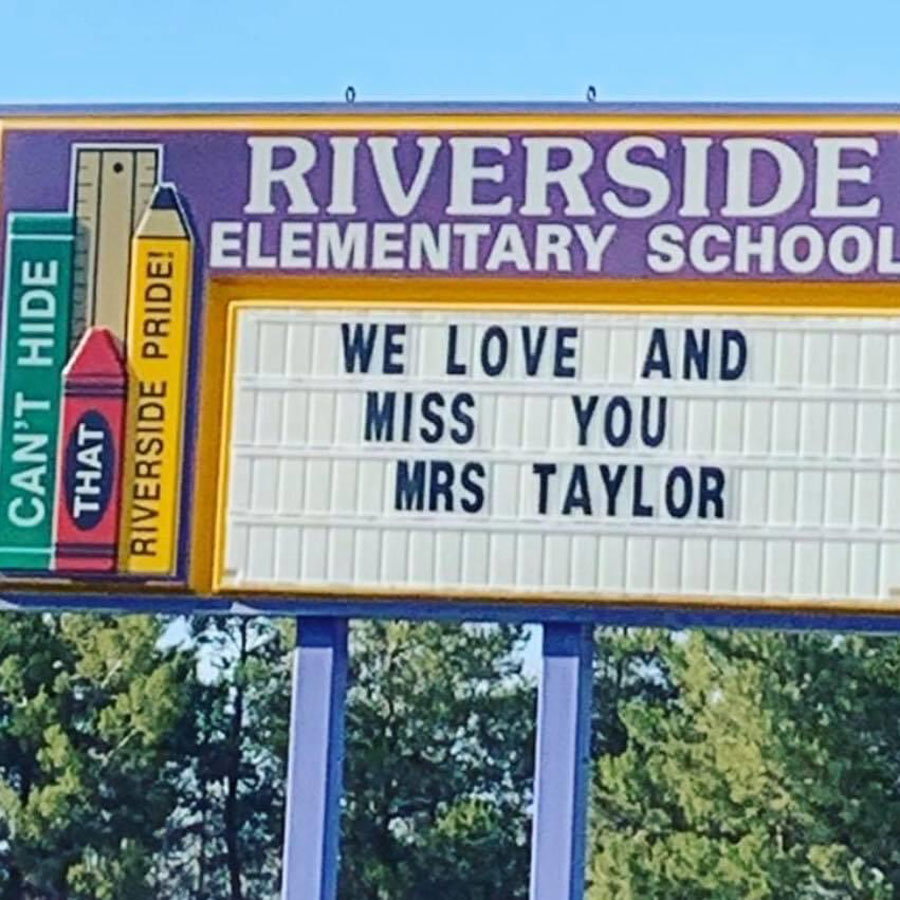 RIVERSIDE
ELEMENTARY SCHOOL
CAN'T HIDE
THAT
RIVERSIDE PRIDE!
WE LOVE AND
MISS YOU
MRS TAYLOR